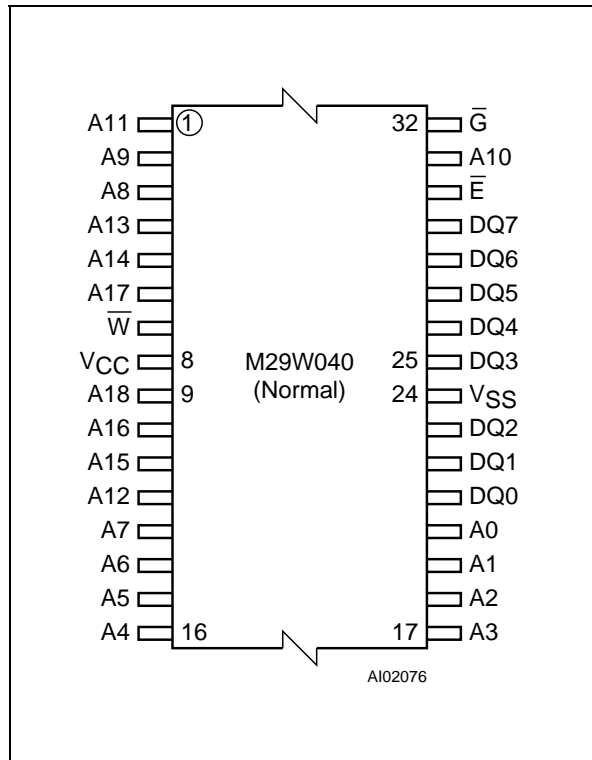 A11 1 32 G̅
A9 A10
A8 E̅
A13 DQ7
A14 DQ6
A17 DQ5
W̅ DQ4
VCC 8 M29W040 25 DQ3
A18 9 (Normal) 24 VSS
A16 DQ2
A15 DQ1
A12 DQ0
A7 A0
A6 A1
A5 A2
A4 16 17 A3
AI02076